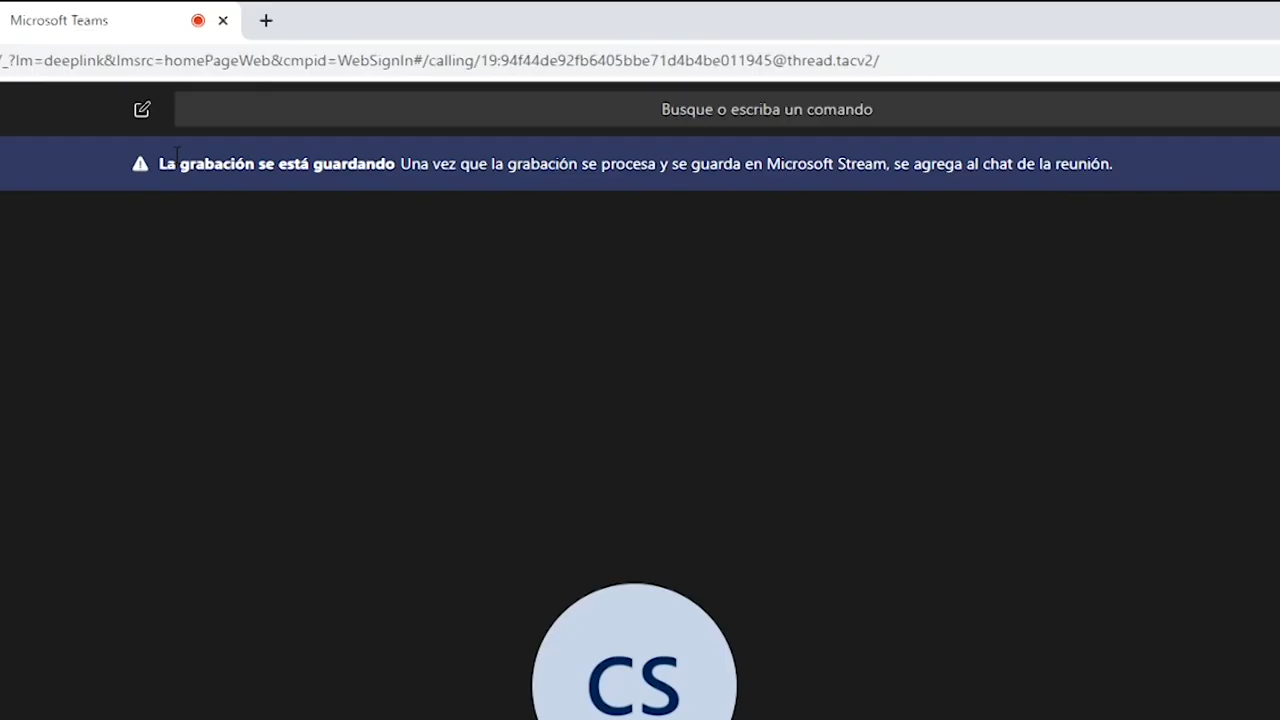 Microsoft Teams
/_?lm=deeplink&lmsrc=homePageWeb&cmpid=WebSignIn#/calling/19:94f44de92fb6405bbe71d4b4be011945@thread.tacv2/
Busque o escriba un comando
La grabación se está guardando Una vez que la grabación se procesa y se guarda en Microsoft Stream, se agrega al chat de la reunión.
CS